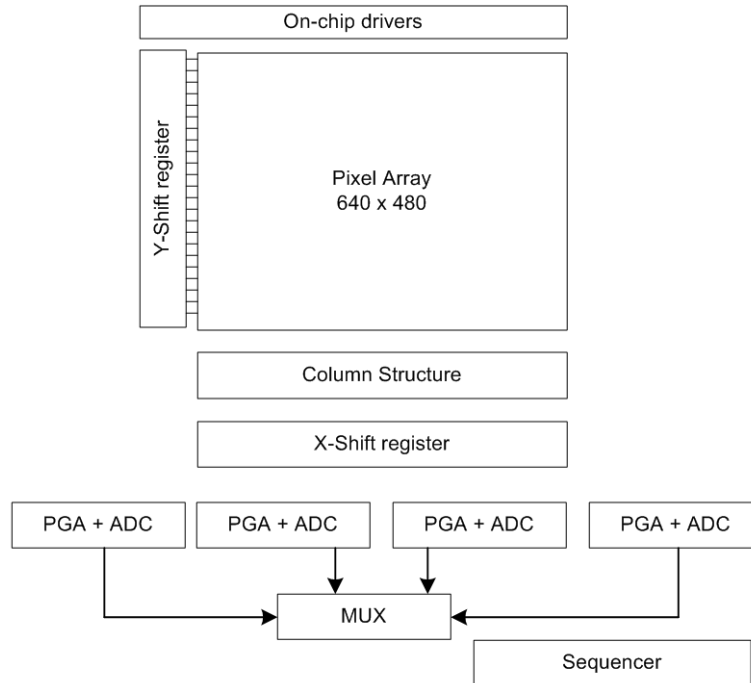 On-chip drivers
Y-Shift register
Pixel Array
640 x 480
Column Structure
X-Shift register
PGA + ADC
PGA + ADC
PGA + ADC
PGA + ADC
MUX
Sequencer